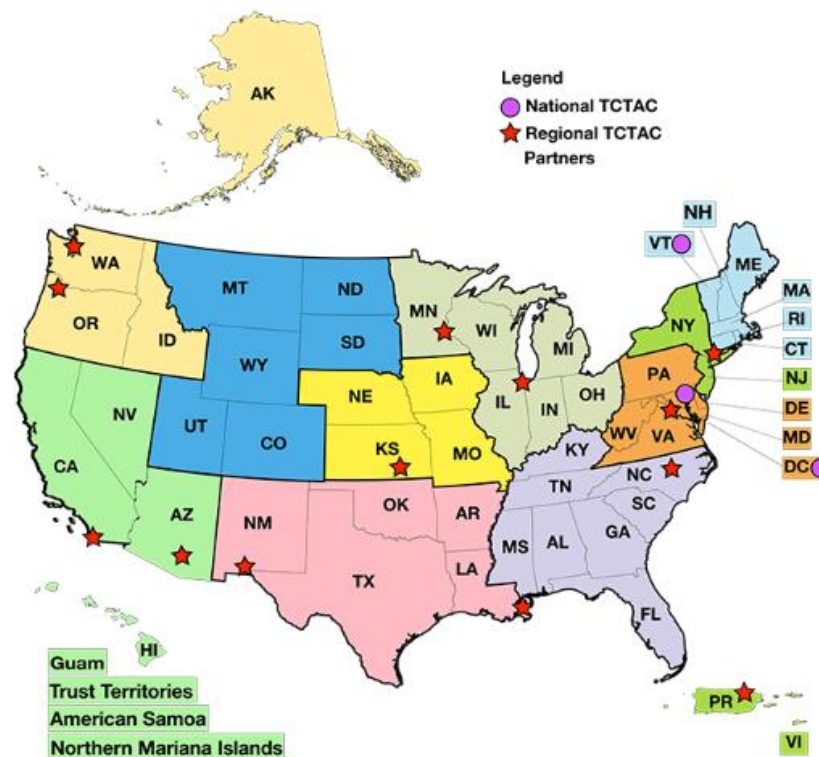 AK
Legend
National TCTAC
Regional TCTAC
Partners
NH
VT
ME
WA
MT
ND
MN
MA
OR
ID
WI
NY
RI
SD
MI
CT
WY
PA
NJ
NE
IA
OH
DE
NV
IL
IN
UT
CO
WV
VA
MD
KS
MO
KY
DC
CA
NC
TN
AZ
OK
SC
NM
AR
MS
AL
GA
LA
TX
FL
HI
Guam
Trust Territories
American Samoa
Northern Mariana Islands
PR
VI